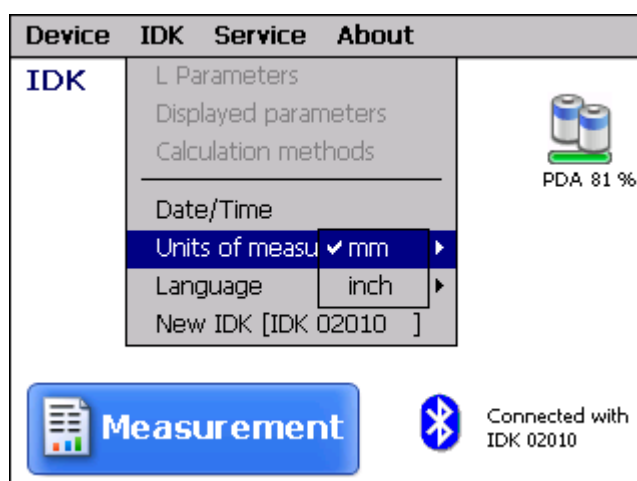 Device IDK Service About
IDK
L Parameters
Displayed parameters
Calculation methods
PDA 81 %
Date/Time
Units of measu mm
Language inch
New IDK [IDK 02010 ]
Measurement
Connected with
IDK 02010